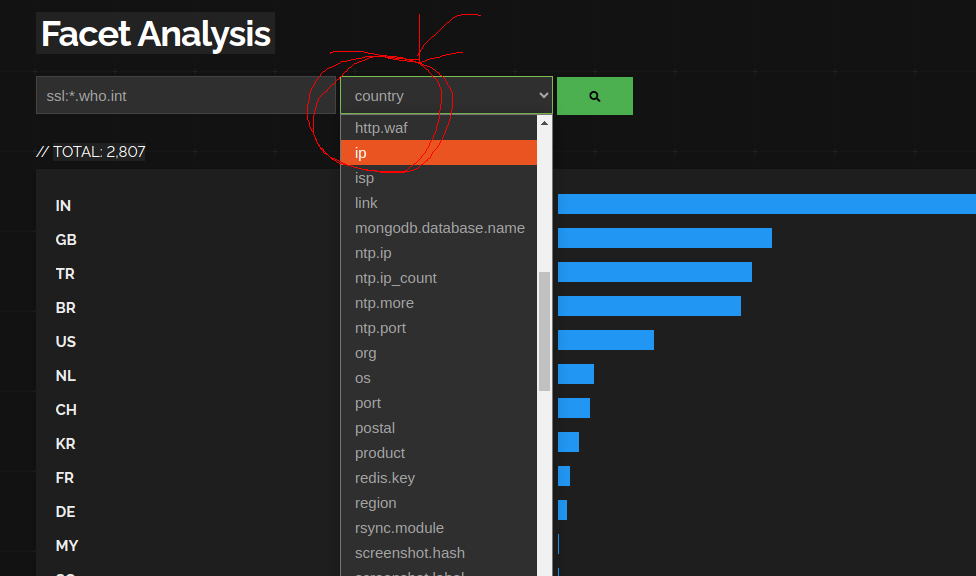 Facet Analysis
ssl:*.who.int
country
// TOTAL: 2,807
http.waf
ip
isp
link
mongodb.database.name
ntp.ip
ntp.ip_count
ntp.more
ntp.port
org
os
port
postal
product
redis.key
region
rsync.module
screenshot.hash
screenshot.label
IN
GB
TR
BR
US
NL
CH
KR
FR
DE
MY